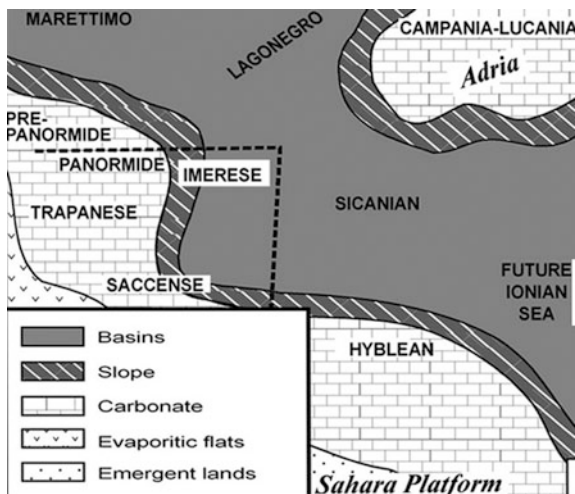 MARETTIMO
LAGONEGRO
CAMPANIA-LUCANIA
Adria
PRE-
PANORMIDE
PANORMIDE
IMERESE
TRAPANESE
SICANIAN
SACCENSE
FUTURE
IONIAN
SEA
HYBLEAN
Basins
Slope
Carbonate
Evaporitic flats
Emergent lands
Sahara Platform